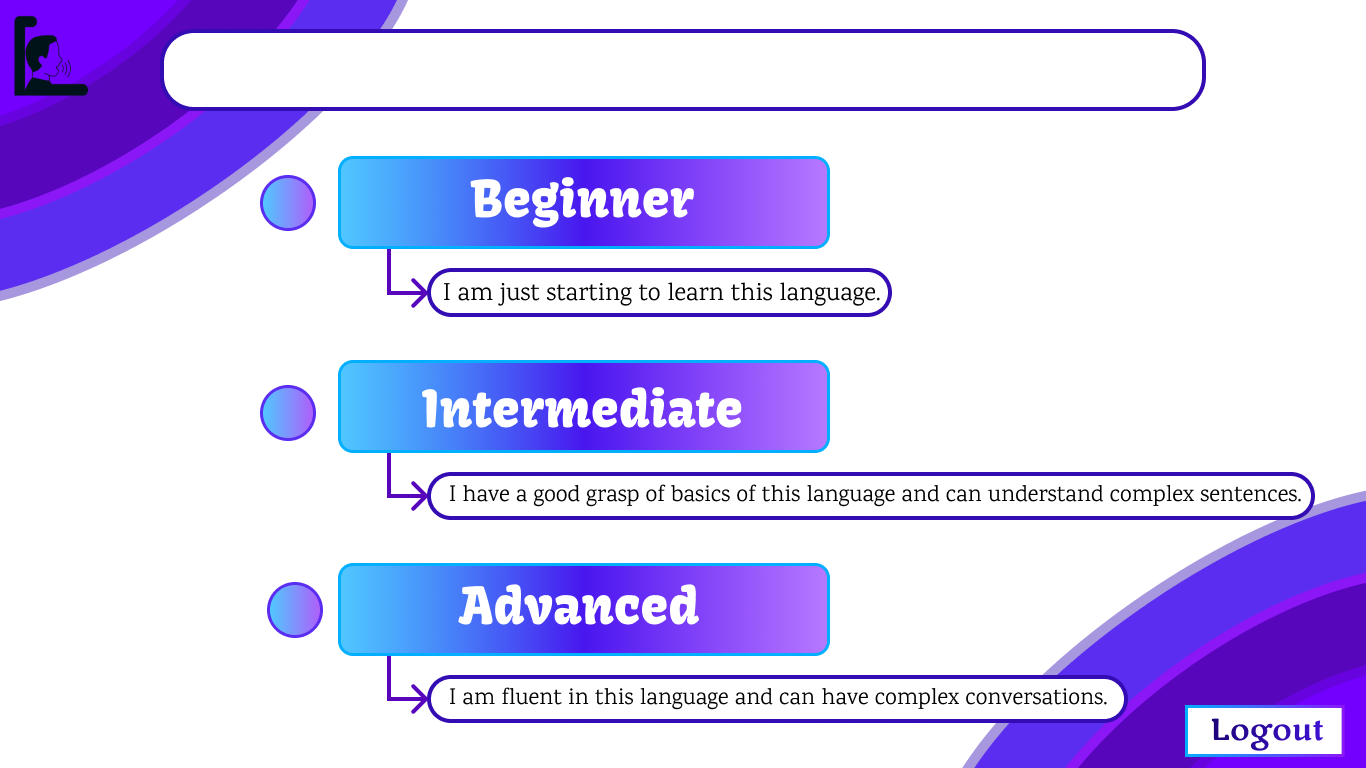 Beginner
I am just starting to learn this language.
Intermediate
I have a good grasp of basics of this language and can understand complex sentences.
Advanced
I am fluent in this language and can have complex conversations.
Logout